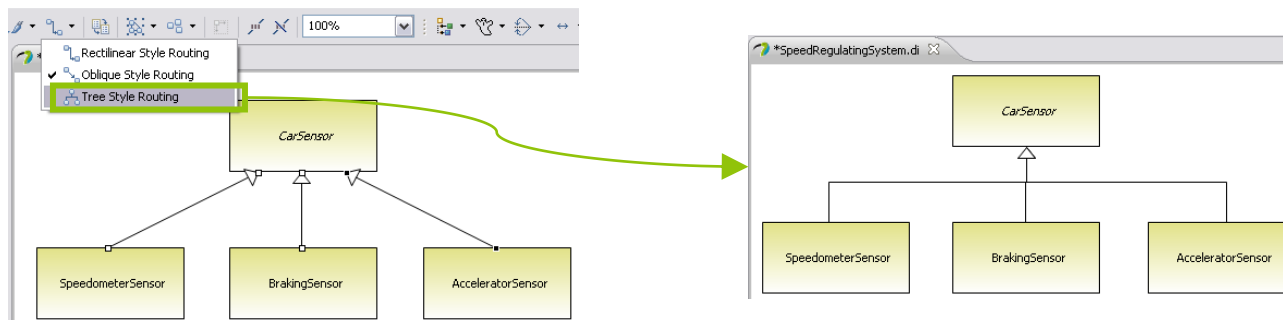 100%
Rectilinear Style Routing
Oblique Style Routing
Tree Style Routing
CarSensor
SpeedometerSensor
BrakingSensor
AcceleratorSensor
*SpeedRegulatingSystem.di
CarSensor
SpeedometerSensor
BrakingSensor
AcceleratorSensor